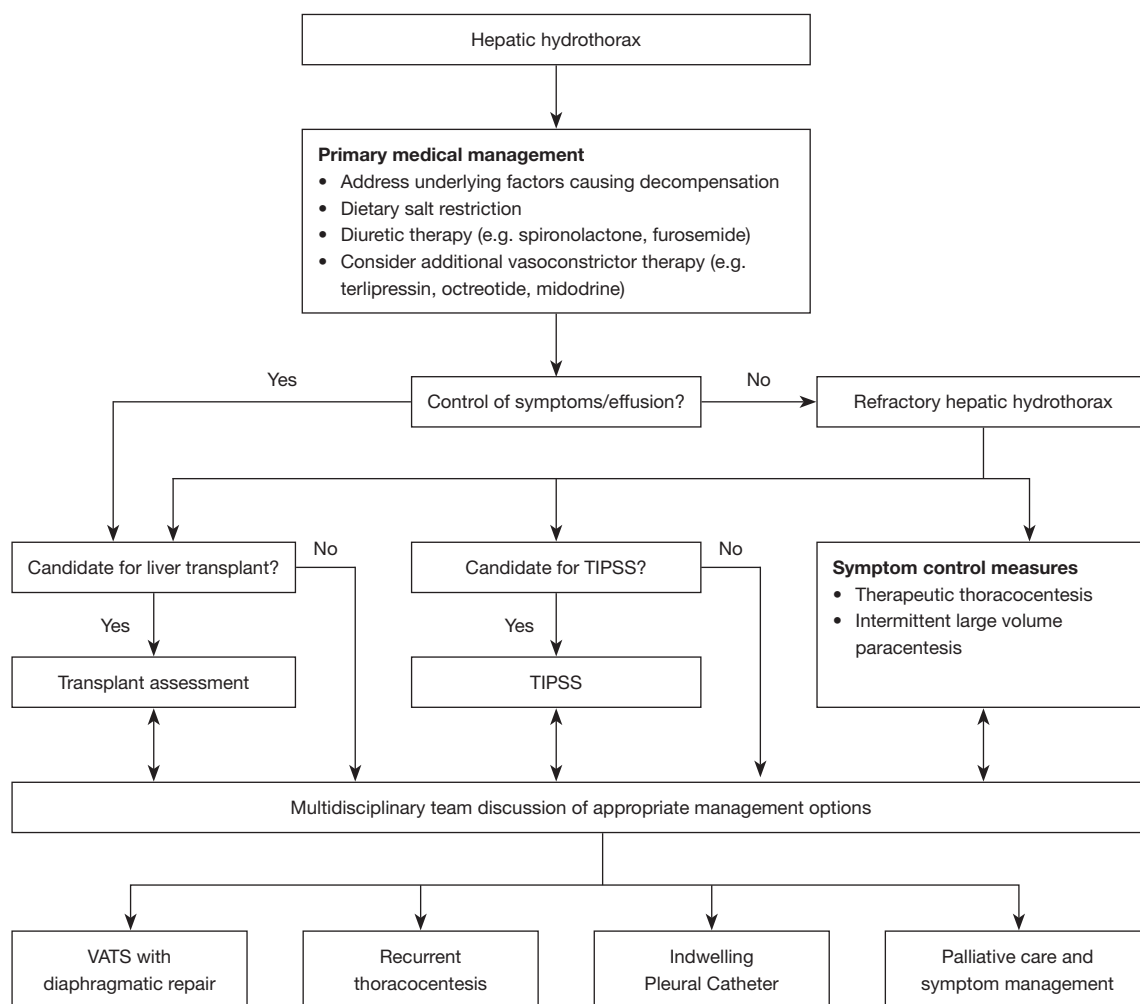 Hepatic hydrothorax
Primary medical management
• Address underlying factors causing decompensation
• Dietary salt restriction
• Diuretic therapy (e.g. spironolactone, furosemide)
• Consider additional vasoconstrictor therapy (e.g.
terlipressin, octreotide, midodrine)
Yes
Control of symptoms/effusion?
No
Refractory hepatic hydrothorax
Candidate for liver transplant?
No
Candidate for TIPSS?
No
Symptom control measures
• Therapeutic thoracocentesis
• Intermittent large volume
paracentesis
Yes
Yes
Transplant assessment
TIPSS
Multidisciplinary team discussion of appropriate management options
VATS with
diaphragmatic repair
Recurrent
thoracocentesis
Indwelling
Pleural Catheter
Palliative care and
symptom management